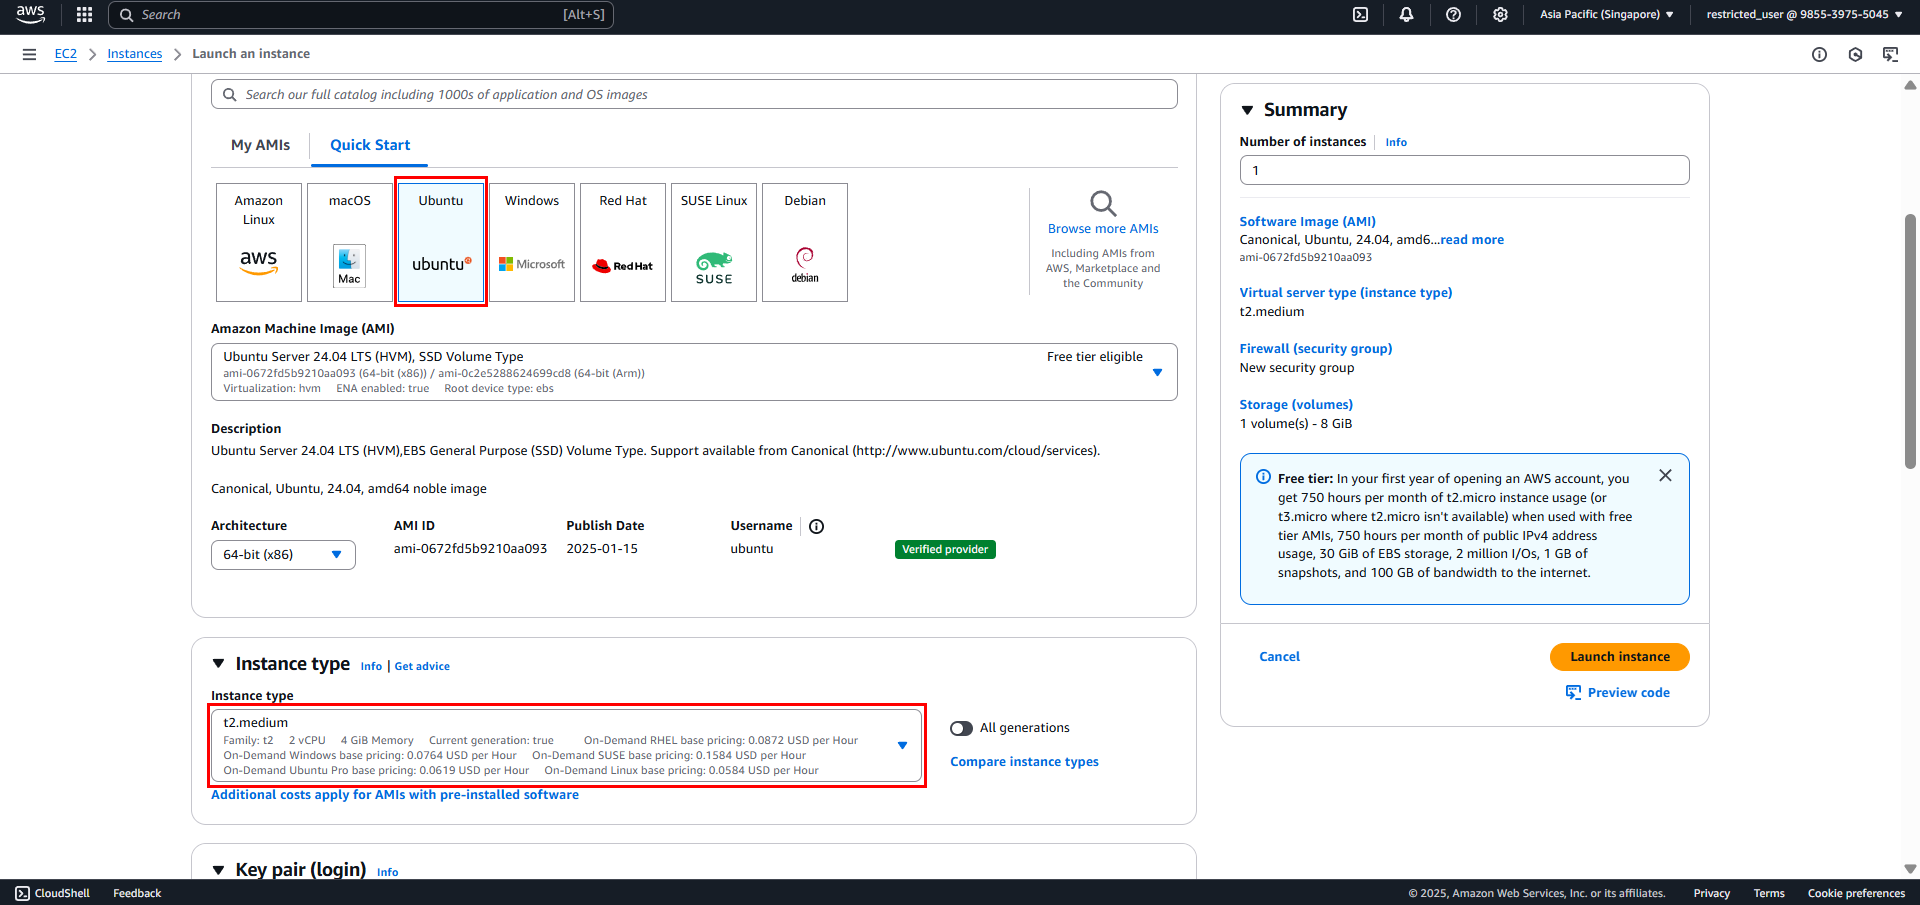 aws
Search
[Alt+S]
Asia Pacific (Singapore)
restricted_user @ 9855-3975-5045
EC2
Instances
Launch an instance
Search our full catalog including 1000s of application and OS images
My AMIs
Quick Start
Amazon
Linux
aws
macOS
Mac
Ubuntu
ubuntu
Windows
Microsoft
Red Hat
Red Hat
SUSE Linux
SUSE
Debian
debian
Browse more AMIs
Including AMIs from
AWS, Marketplace and
the Community
Amazon Machine Image (AMI)
Ubuntu Server 24.04 LTS (HVM), SSD Volume Type
Free tier eligible
ami-0672fd5b9210aa093 (64-bit (x86)) / ami-0c2e5288624699cd8 (64-bit (Arm))
Virtualization: hvm ENA enabled: true Root device type: ebs
Description
Ubuntu Server 24.04 LTS (HVM),EBS General Purpose (SSD) Volume Type. Support available from Canonical (http://www.ubuntu.com/cloud/services).
Canonical, Ubuntu, 24.04, amd64 noble image
Architecture
64-bit (x86)
AMI ID
ami-0672fd5b9210aa093
Publish Date
2025-01-15
Username
ubuntu
Verified provider
Instance type
Info | Get advice
Instance type
t2.medium
Family: t2 2 vCPU 4 GiB Memory Current generation: true On-Demand RHEL base pricing: 0.0872 USD per Hour
On-Demand Windows base pricing: 0.0764 USD per Hour On-Demand SUSE base pricing: 0.1584 USD per Hour
On-Demand Ubuntu Pro base pricing: 0.0619 USD per Hour On-Demand Linux base pricing: 0.0584 USD per Hour
All generations
Compare instance types
Additional costs apply for AMIs with pre-installed software
Key pair (login)
Info
Summary
Number of instances
Info
1
Software Image (AMI)
Canonical, Ubuntu, 24.04, amd6...read more
ami-0672fd5b9210aa093
Virtual server type (instance type)
t2.medium
Firewall (security group)
New security group
Storage (volumes)
1 volume(s) - 8 GiB
Free tier: In your first year of opening an AWS account, you
get 750 hours per month of t2.micro instance usage (or
t3.micro where t2.micro isn't available) when used with free
tier AMIs, 750 hours per month of public IPv4 address
usage, 30 GiB of EBS storage, 2 million I/Os, 1 GB of
snapshots, and 100 GB of bandwidth to the internet.
Cancel
Launch instance
Preview code
CloudShell
Feedback
© 2025, Amazon Web Services, Inc. or its affiliates.
Privacy
Terms
Cookie preferences